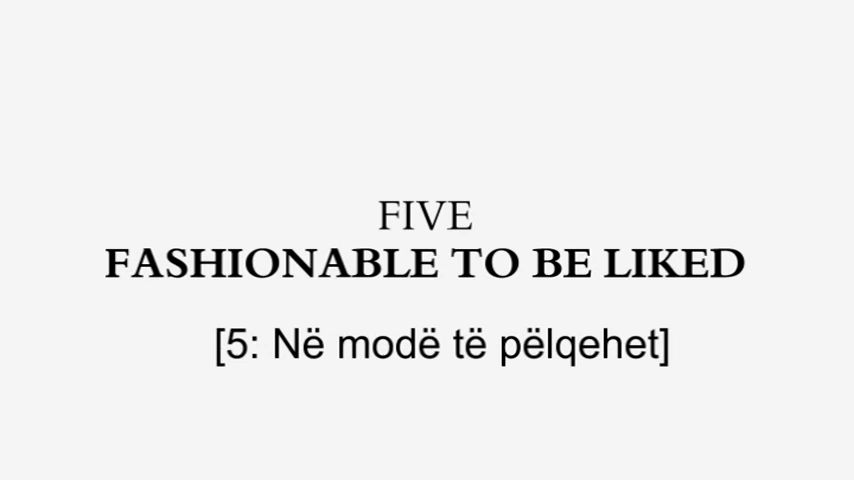 FIVE
FASHIONABLE TO BE LIKED
[5: Në modë të pëlqehet]